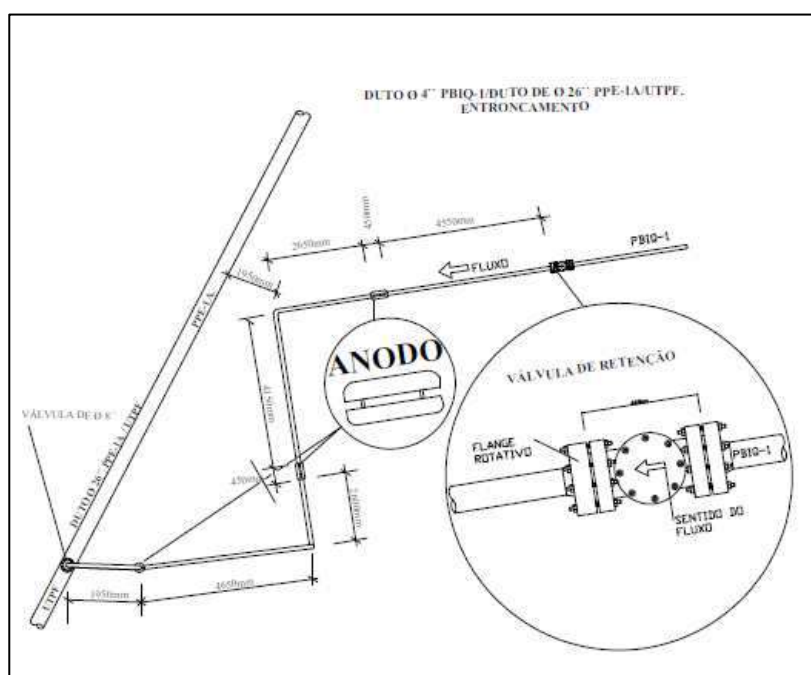 DUTO Ø 4´´ PBIQ-1/DUTO DE Ø 26´´ PPE-1A/UTPF.
ENTRONCAMENTO
4550mm
450mm
2650mm
PBIQ-1
FLUXO
1950mm
PPE-1A
ANODO
VÁLVULA DE RETENÇÃO
VÁLVULA DE Ø 8´´
DUTO Ø 26´´ PPE-1A /UTPF
FLANGE
ROTATIVO
PBIQ-1
SENTIDO DO
FLUXO
4650mm
1950mm
UTPF